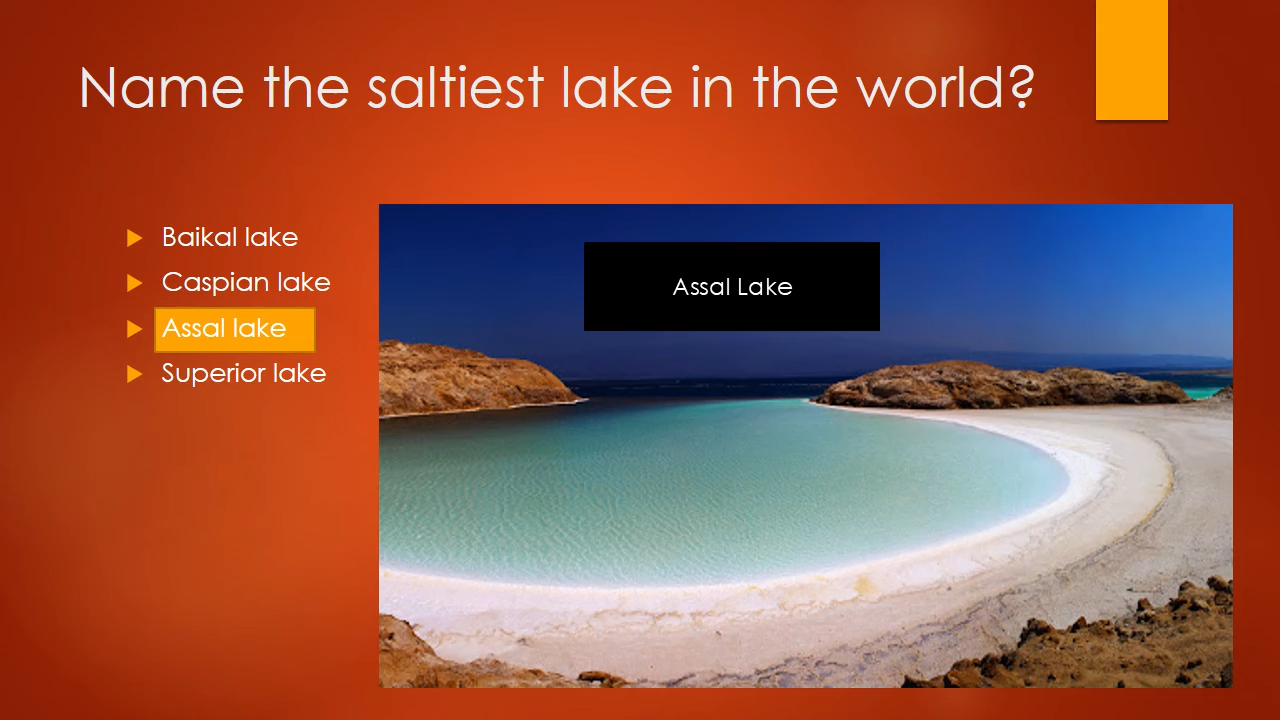 Name the saltiest lake in the world?
Baikal lake
Caspian lake
Assal lake
Superior lake
Assal Lake